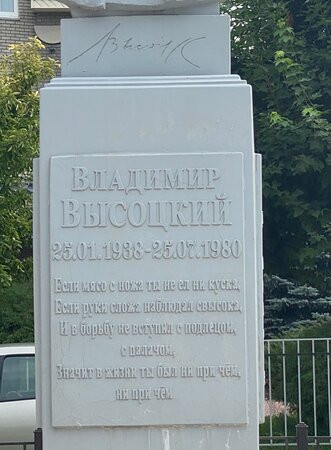 ВЛАДИМИР
ВЫСОЦКИЙ
25.01.1938-25.07.1980
Если мясо с ножа ты не ел ни куска,
Если руки сложа наблюдал свысока,
И в борьбу не вступил с подлецом,
с палачом,
Значит в жизни ты был ни при чём,
ни при чём